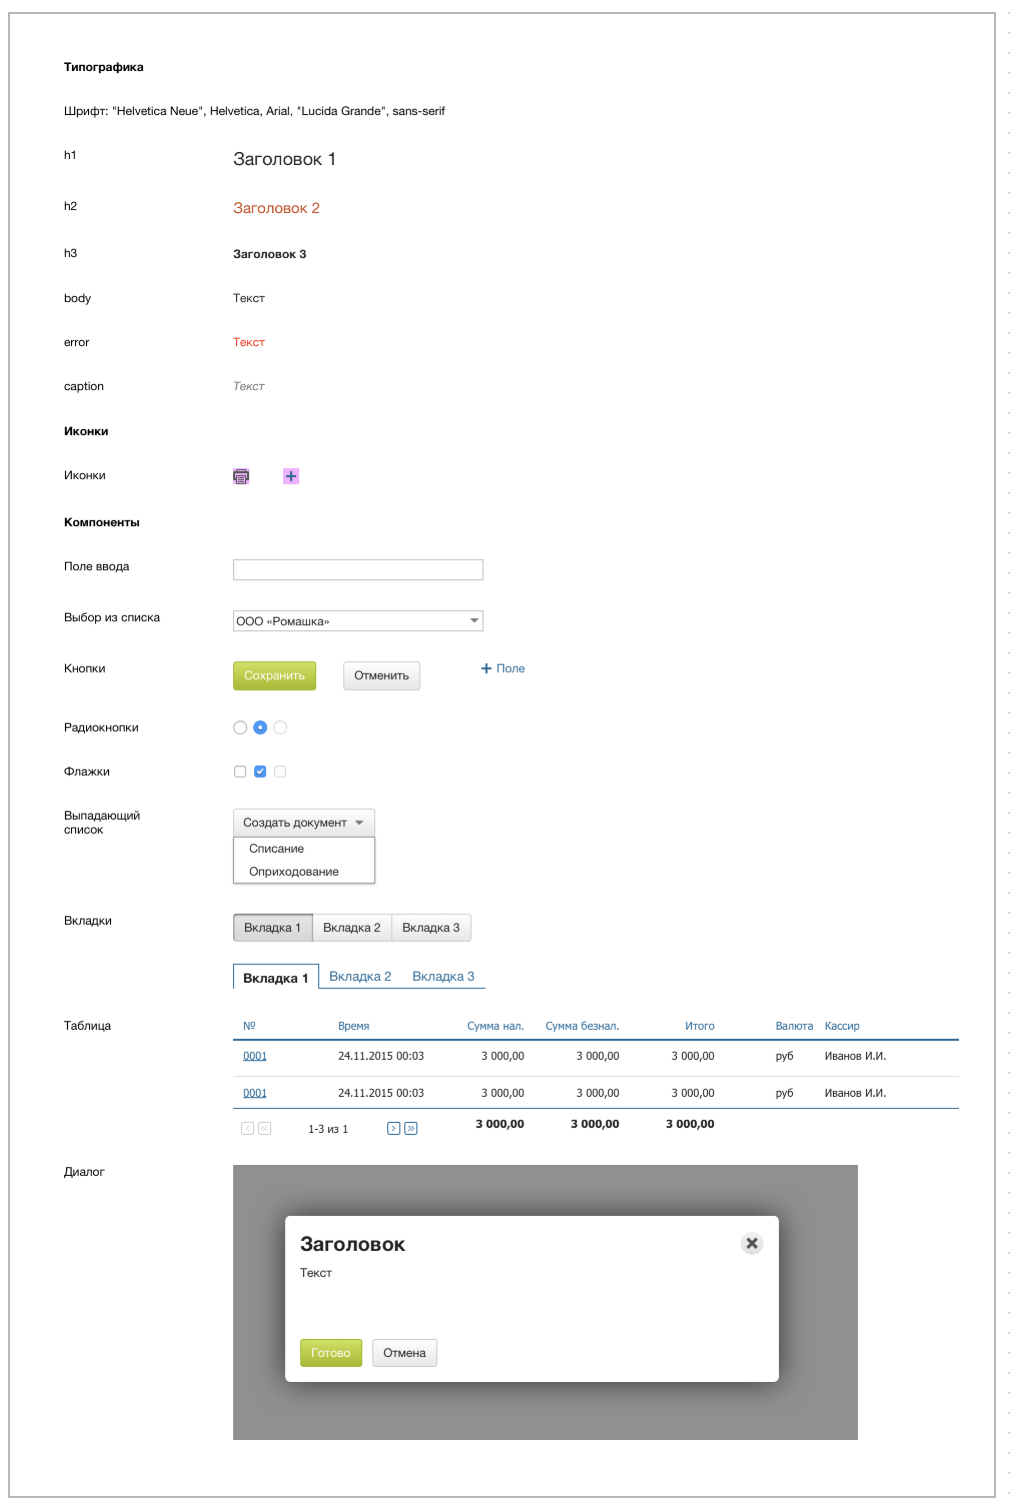 Типографика
Шрифт: "Helvetica Neue", Helvetica, Arial, "Lucida Grande", sans-serif
h1 Заголовок 1
h2 Заголовок 2
h3 Заголовок 3
body Текст
error Текст
caption Текст
Иконки
Иконки
Компоненты
Поле ввода
Выбор из списка ООО «Ромашка»
Кнопки Сохранить Отменить + Поле
Радиокнопки
Флажки
Выпадающий
список
Создать документ
Списание
Оприходование
Вкладки Вкладка 1 Вкладка 2 Вкладка 3
Вкладка 1 Вкладка 2 Вкладка 3
Таблица № Время Сумма нал. Сумма безнал. Итого Валюта Кассир
0001 24.11.2015 00:03 3 000,00 3 000,00 3 000,00 руб Иванов И.И.
0001 24.11.2015 00:03 3 000,00 3 000,00 3 000,00 руб Иванов И.И.
1-3 из 1 3 000,00 3 000,00 3 000,00
Диалог
Заголовок
Текст
Готово Отмена